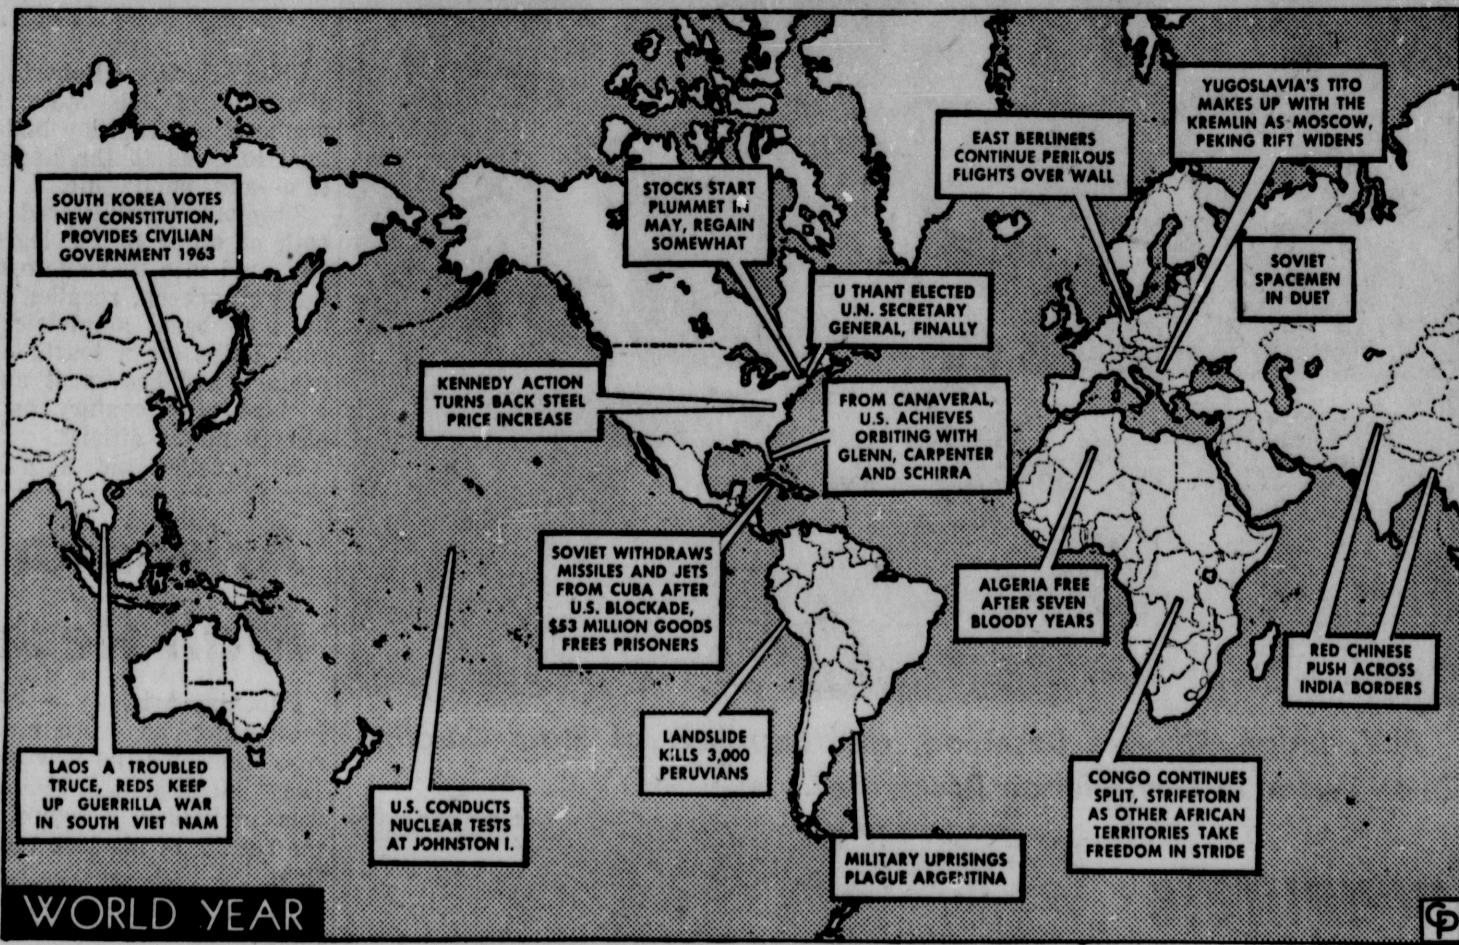 YUGOSLAVIA'S TITO
MAKES UP WITH THE
KREMLIN AS MOSCOW,
PEKING RIFT WIDENS
EAST BERLINERS
CONTINUE PERILOUS
FLIGHTS OVER WALL
SOUTH KOREA VOTES
NEW CONSTITUTION,
PROVIDES CIVILIAN
GOVERNMENT 1963
STOCKS START
PLUMMET IN
MAY, REGAIN
SOMEWHAT
SOVIET
SPACEMEN
IN DUET
U THANT ELECTED
U.N. SECRETARY
GENERAL, FINALLY
KENNEDY ACTION
TURNS BACK STEEL
PRICE INCREASE
FROM CANAVERAL,
U.S. ACHIEVES
ORBITING WITH
GLENN, CARPENTER
AND SCHIRRA
SOVIET WITHDRAWS
MISSILES AND JETS
FROM CUBA AFTER
U.S. BLOCKADE,
$53 MILLION GOODS
FREES PRISONERS
ALGERIA FREE
AFTER SEVEN
BLOODY YEARS
RED CHINESE
PUSH ACROSS
INDIA BORDERS
LANDSLIDE
KILLS 3,000
PERUVIANS
LAOS A TROUBLED
TRUCE, REDS KEEP
UP GUERRILLA WAR
IN SOUTH VIET NAM
U.S. CONDUCTS
NUCLEAR TESTS
AT JOHNSTON I.
CONGO CONTINUES
SPLIT, STRIFETORN
AS OTHER AFRICAN
TERRITORIES TAKE
FREEDOM IN STRIDE
MILITARY UPRISINGS
PLAGUE ARGENTINA
WORLD YEAR
CP